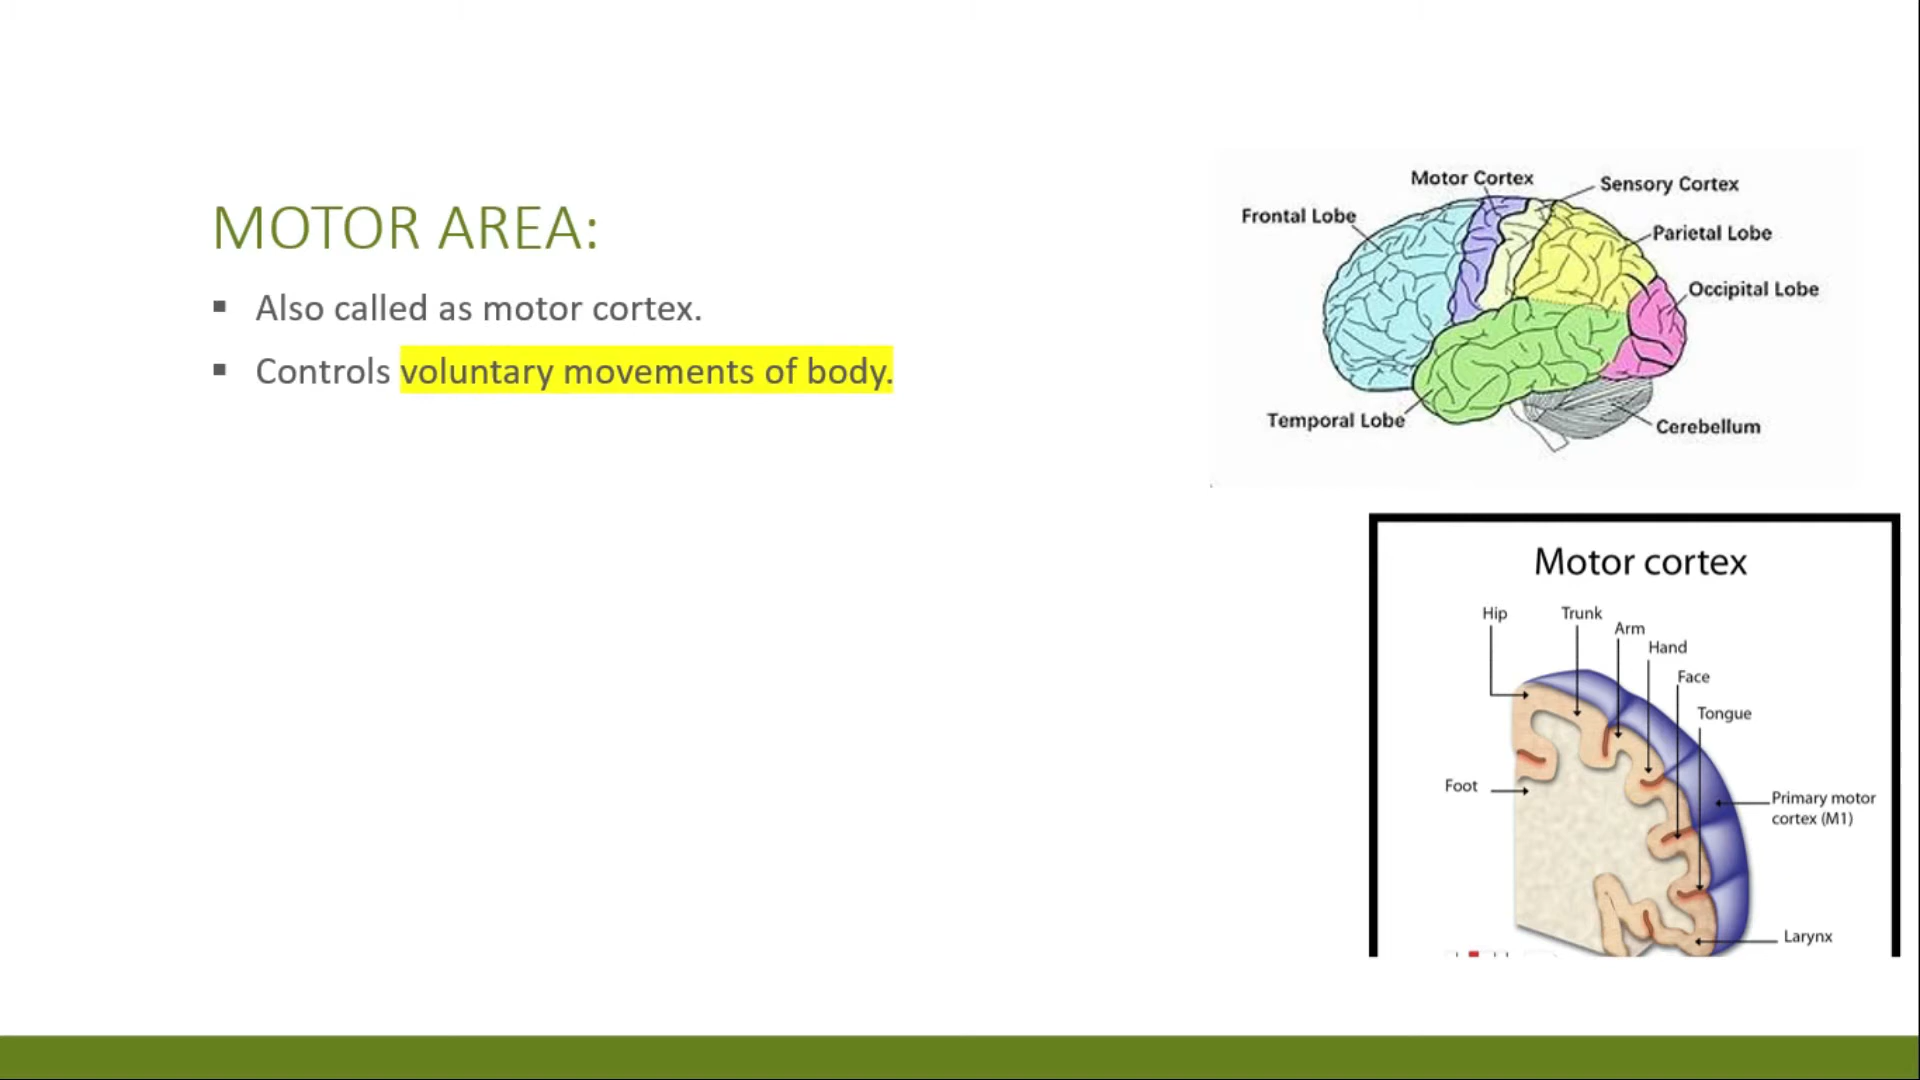 MOTOR AREA:
▪ Also called as motor cortex.
▪ Controls voluntary movements of body.
Motor Cortex
Sensory Cortex
Frontal Lobe
Parietal Lobe
Occipital Lobe
Temporal Lobe
Cerebellum
Motor cortex
Hip
Trunk
Arm
Hand
Face
Tongue
Foot
Primary motor
cortex (M1)
Larynx